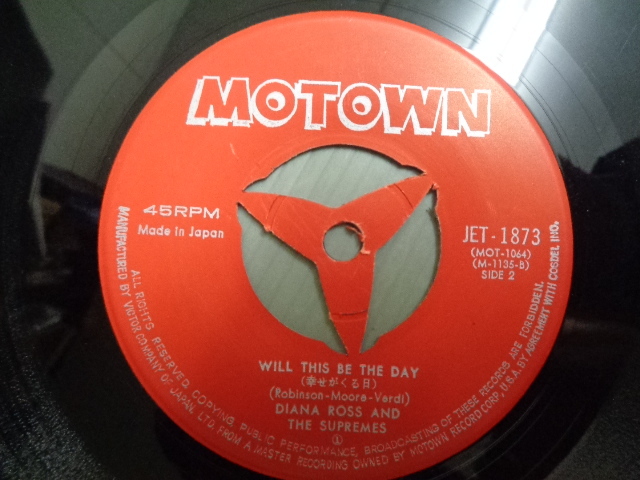 MOTOWN
45RPM
Made in Japan
JET-1873
(MOT-1064)
(M-1135-B)
SIDE 2
WILL THIS BE THE DAY
(幸せがくる日)
(Robinson-Moore-Verdi)
DIANA ROSS AND
THE SUPREMES
①
MANUFACTURED BY VICTOR COMPANY OF JAPAN, LTD. FROM A MASTER RECORDING OWNED BY MOTOWN RECORD CORP. U.S.A. BY AGREEMENT WITH COSDEL INC.
ALL RIGHTS RESERVED. COPYING, PUBLIC PERFORMANCE, BROADCASTING OF THESE RECORDS ARE FORBIDDEN.